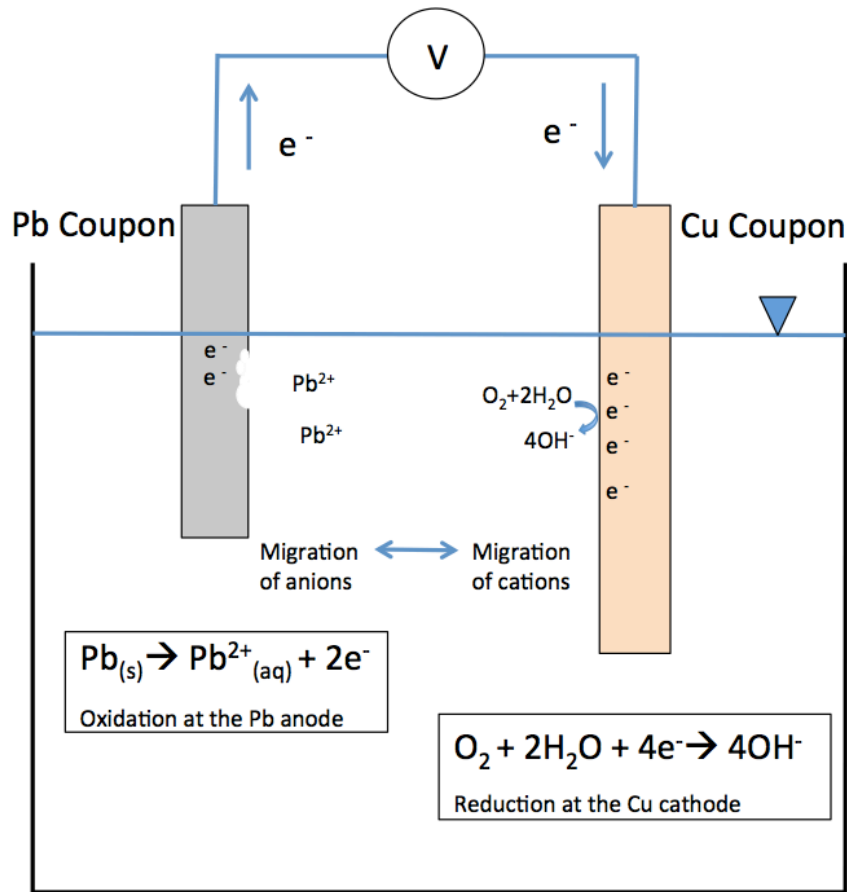 V
e -
e -
Pb Coupon
Cu Coupon
e -
e -
Pb2+
Pb2+
O2+2H2O
4OH-
e -
e -
e -
e -
Migration
of anions
Migration
of cations
Pb(s)→ Pb2+(aq) + 2e-
Oxidation at the Pb anode
O2 + 2H2O + 4e-→ 4OH-
Reduction at the Cu cathode